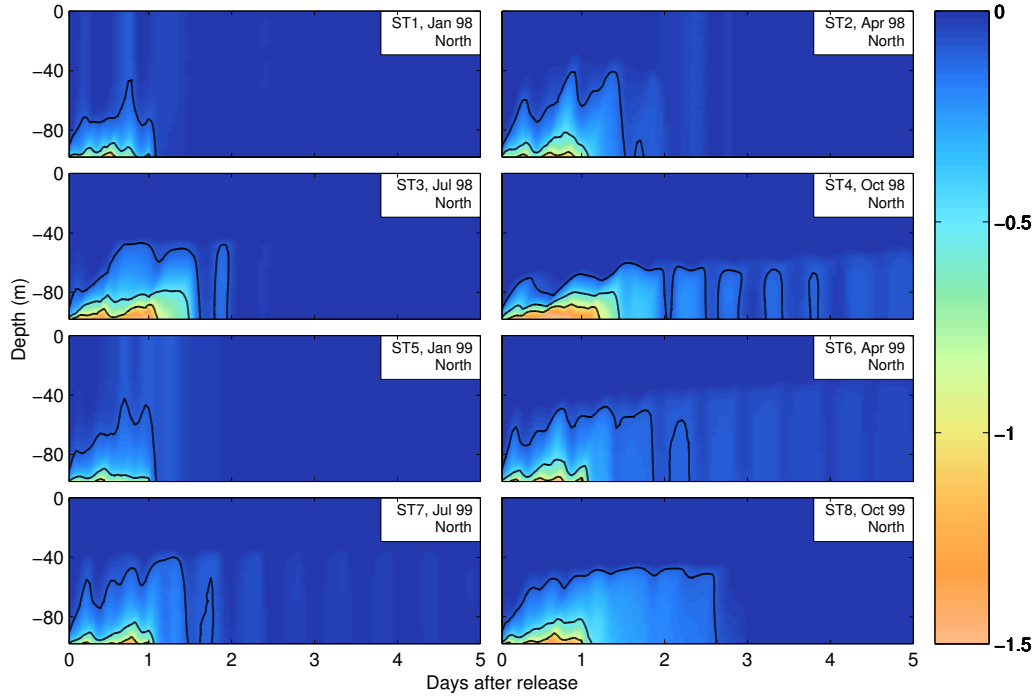 0
−40
−80
ST1, Jan 98
North
ST2, Apr 98
North
0
−40
−80
ST3, Jul 98
North
ST4, Oct 98
North
0
−40
−80
ST5, Jan 99
North
ST6, Apr 99
North
0
−40
−80
ST7, Jul 99
North
ST8, Oct 99
North
0 1 2 3 4 5
0 1 2 3 4 5
Depth (m)
Days after release
0
−0.5
−1
−1.5